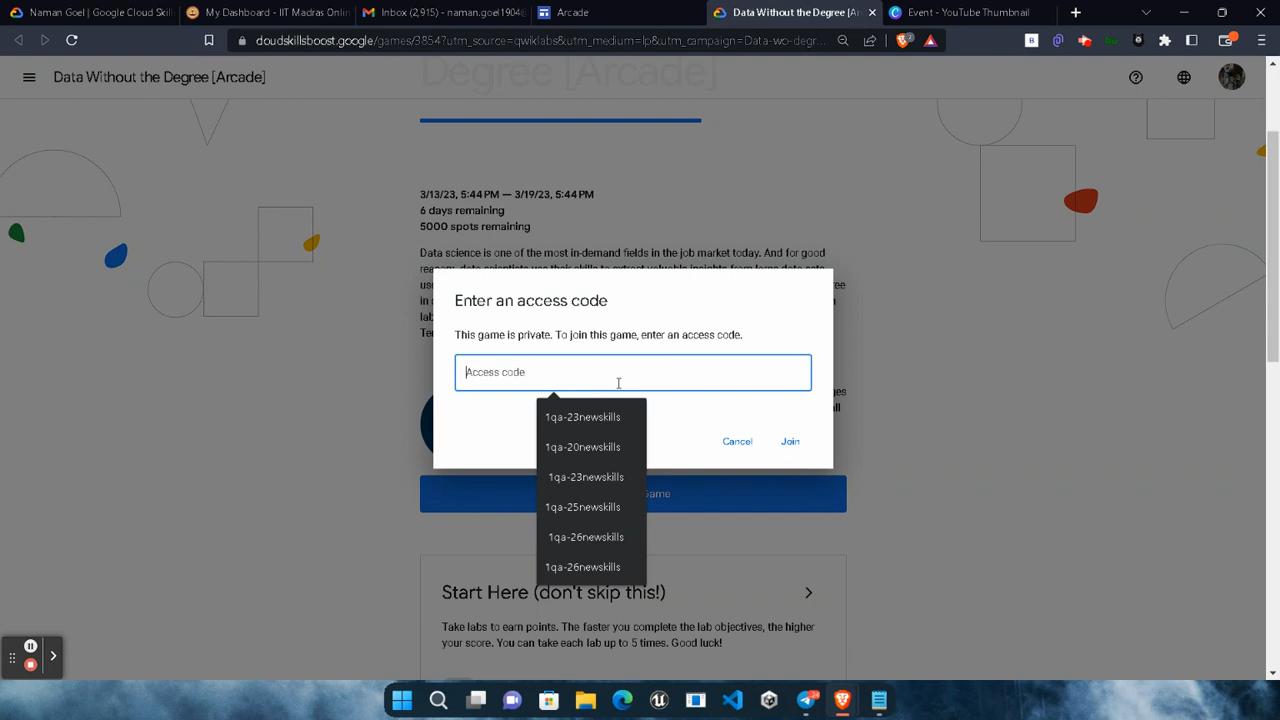 Naman Goel | Google Cloud Skil
My Dashboard - IIT Madras Onlin
Inbox (2,915) - naman.goel1904@
Arcade
Data Without the Degree [Ar
Event - YouTube Thumbnail
cloudskillsboost.google/games/3854?utm_source=qwiklabs&utm_medium=lp&utm_campaign=Data-wo-degr...
Data Without the Degree [Arcade]
Degree [Arcade]
3/13/23, 5:44 PM — 3/19/23, 5:44 PM
6 days remaining
5000 spots remaining
Data science is one of the most in-demand fields in the job market today. And for good
Enter an access code
This game is private. To join this game, enter an access code.
Access code
1qa-23newskills
1qa-20newskills
1qa-23newskills
1qa-25newskills
1qa-26newskills
1qa-26newskills
Cancel
Join
Game
Start Here (don't skip this!)
Take labs to earn points. The faster you complete the lab objectives, the higher
your score. You can take each lab up to 5 times. Good luck!